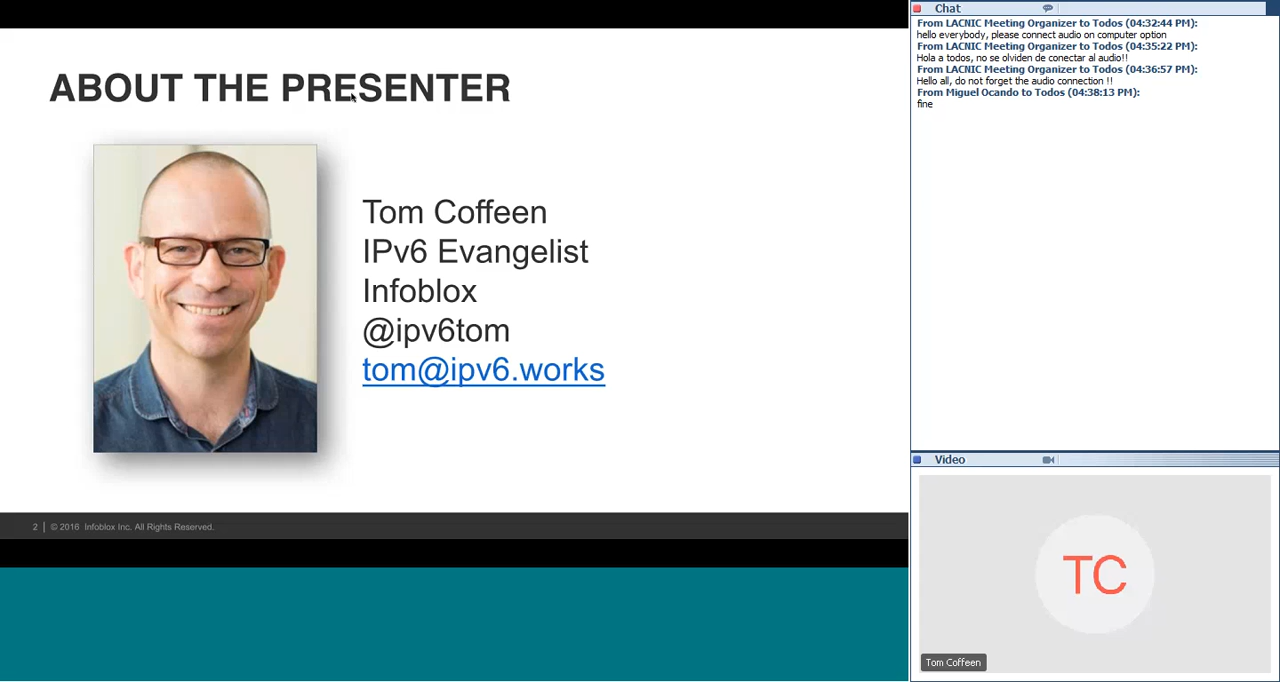 ABOUT THE PRESENTER
Tom Coffeen
IPv6 Evangelist
Infoblox
@ipv6tom
tom@ipv6.works
2 | © 2016 Infoblox Inc. All Rights Reserved.
Chat
From LACNIC Meeting Organizer to Todos (04:32:44 PM):
hello everybody, please connect audio on computer option
From LACNIC Meeting Organizer to Todos (04:35:22 PM):
Hola a todos, no se olviden de conectar al audio!!
From LACNIC Meeting Organizer to Todos (04:36:57 PM):
Hello all, do not forget the audio connection !!
From Miguel Ocando to Todos (04:38:13 PM):
fine
Video
TC
Tom Coffeen